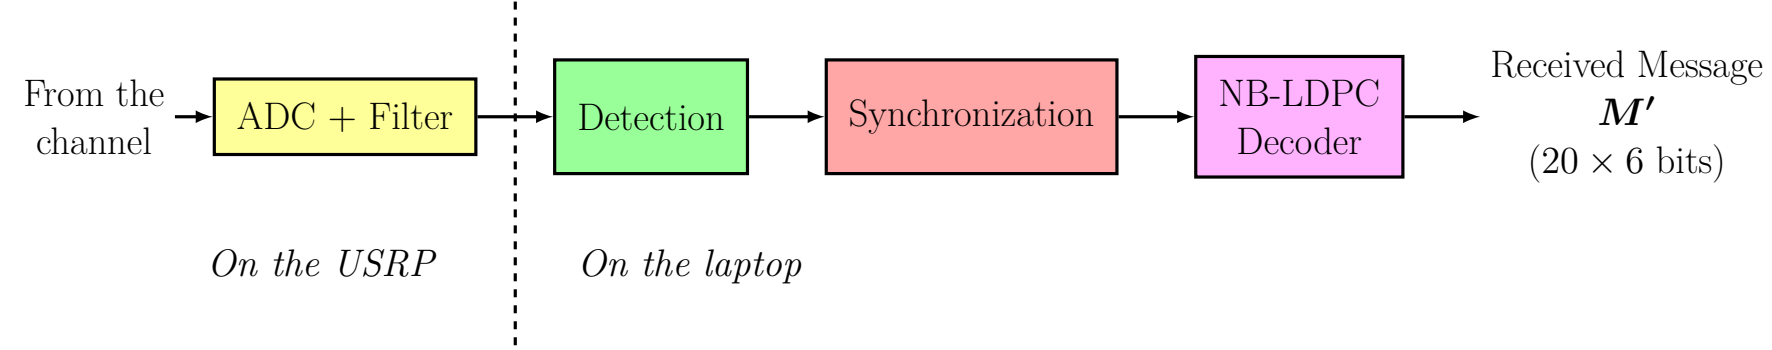 From the
channel
ADC + Filter
Detection
Synchronization
NB-LDPC
Decoder
Received Message
M′
(20 × 6 bits)
On the USRP
On the laptop